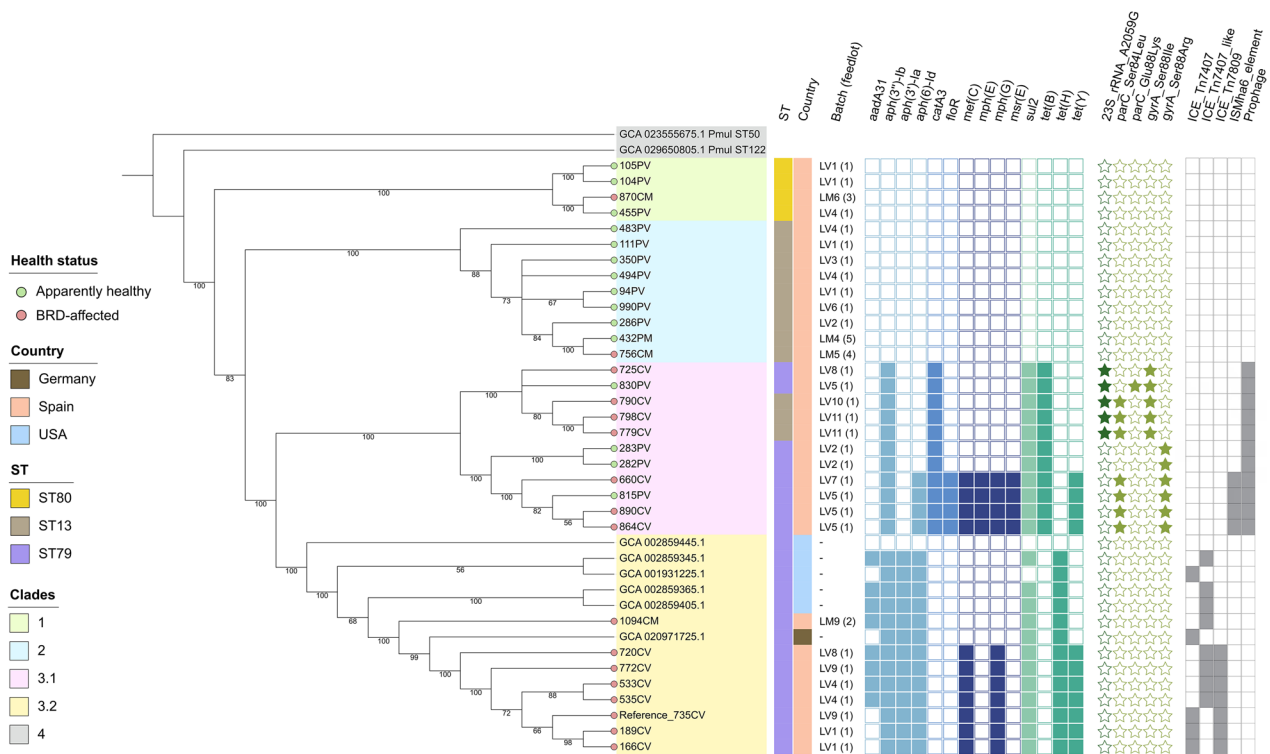 ST
Country
Batch (feedlot)
aadA31
aph(3'')-Ib
aph(3')-Ia
aph(6)-Id
catA3
floR
mef(C)
mph(E)
mph(G)
msr(E)
sul2
tet(B)
tet(H)
tet(Y)
23S_rRNA_A2059G
parC_Ser84Leu
parC_Glu88Lys
gyrA_Ser88Ile
gyrA_Ser88Arg
ICE_Tn7407
ICE_Tn7407_like
ICE_Tn7809
ISMha6_element
Prophage
GCA 023555675.1 Pmul ST50
GCA 029650805.1 Pmul ST122
105PV LV1 (1)
100
104PV LV1 (1)
100
870CM LM6 (3)
100
455PV LV4 (1)
483PV LV4 (1)
111PV LV1 (1)
100
350PV LV3 (1)
88
494PV LV4 (1)
94PV LV1 (1)
100
73
67
990PV LV6 (1)
286PV LV2 (1)
432PM LM4 (5)
84
100
756CM LM5 (4)
725CV LV8 (1)
83
830PV LV5 (1)
100
790CV LV10 (1)
80
798CV LV11 (1)
100
100
779CV LV11 (1)
283PV LV2 (1)
100
282PV LV2 (1)
100
660CV LV7 (1)
100
815PV LV5 (1)
100
890CV LV5 (1)
82
56
864CV LV5 (1)
GCA 002859445.1 -
GCA 002859345.1 -
100
56
GCA 001931225.1 -
GCA 002859365.1 -
100
100
GCA 002859405.1 -
1094CM LM9 (2)
68
GCA 020971725.1 -
100
720CV LV8 (1)
99
772CV LV9 (1)
100
533CV LV4 (1)
100
88
535CV LV4 (1)
Reference_735CV LV9 (1)
72
189CV LV1 (1)
66
98
166CV LV1 (1)
Health status
Apparently healthy
BRD-affected
Country
Germany
Spain
USA
ST
ST80
ST13
ST79
Clades
1
2
3.1
3.2
4